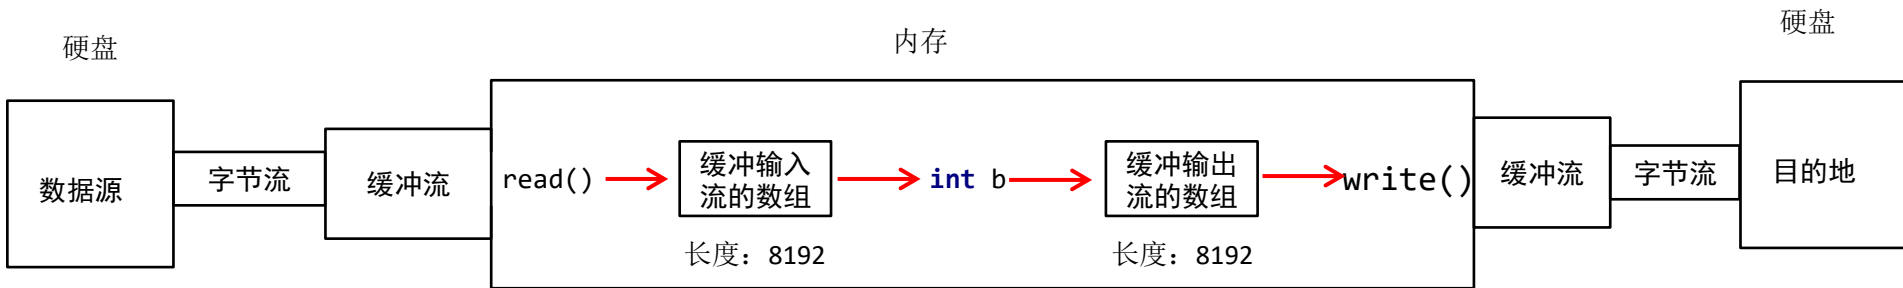 硬盘
内存
硬盘
数据源
字节流
缓冲流
read()
缓冲输入
流的数组
长度：8192
int b
缓冲输出
流的数组
长度：8192
write()
缓冲流
字节流
目的地